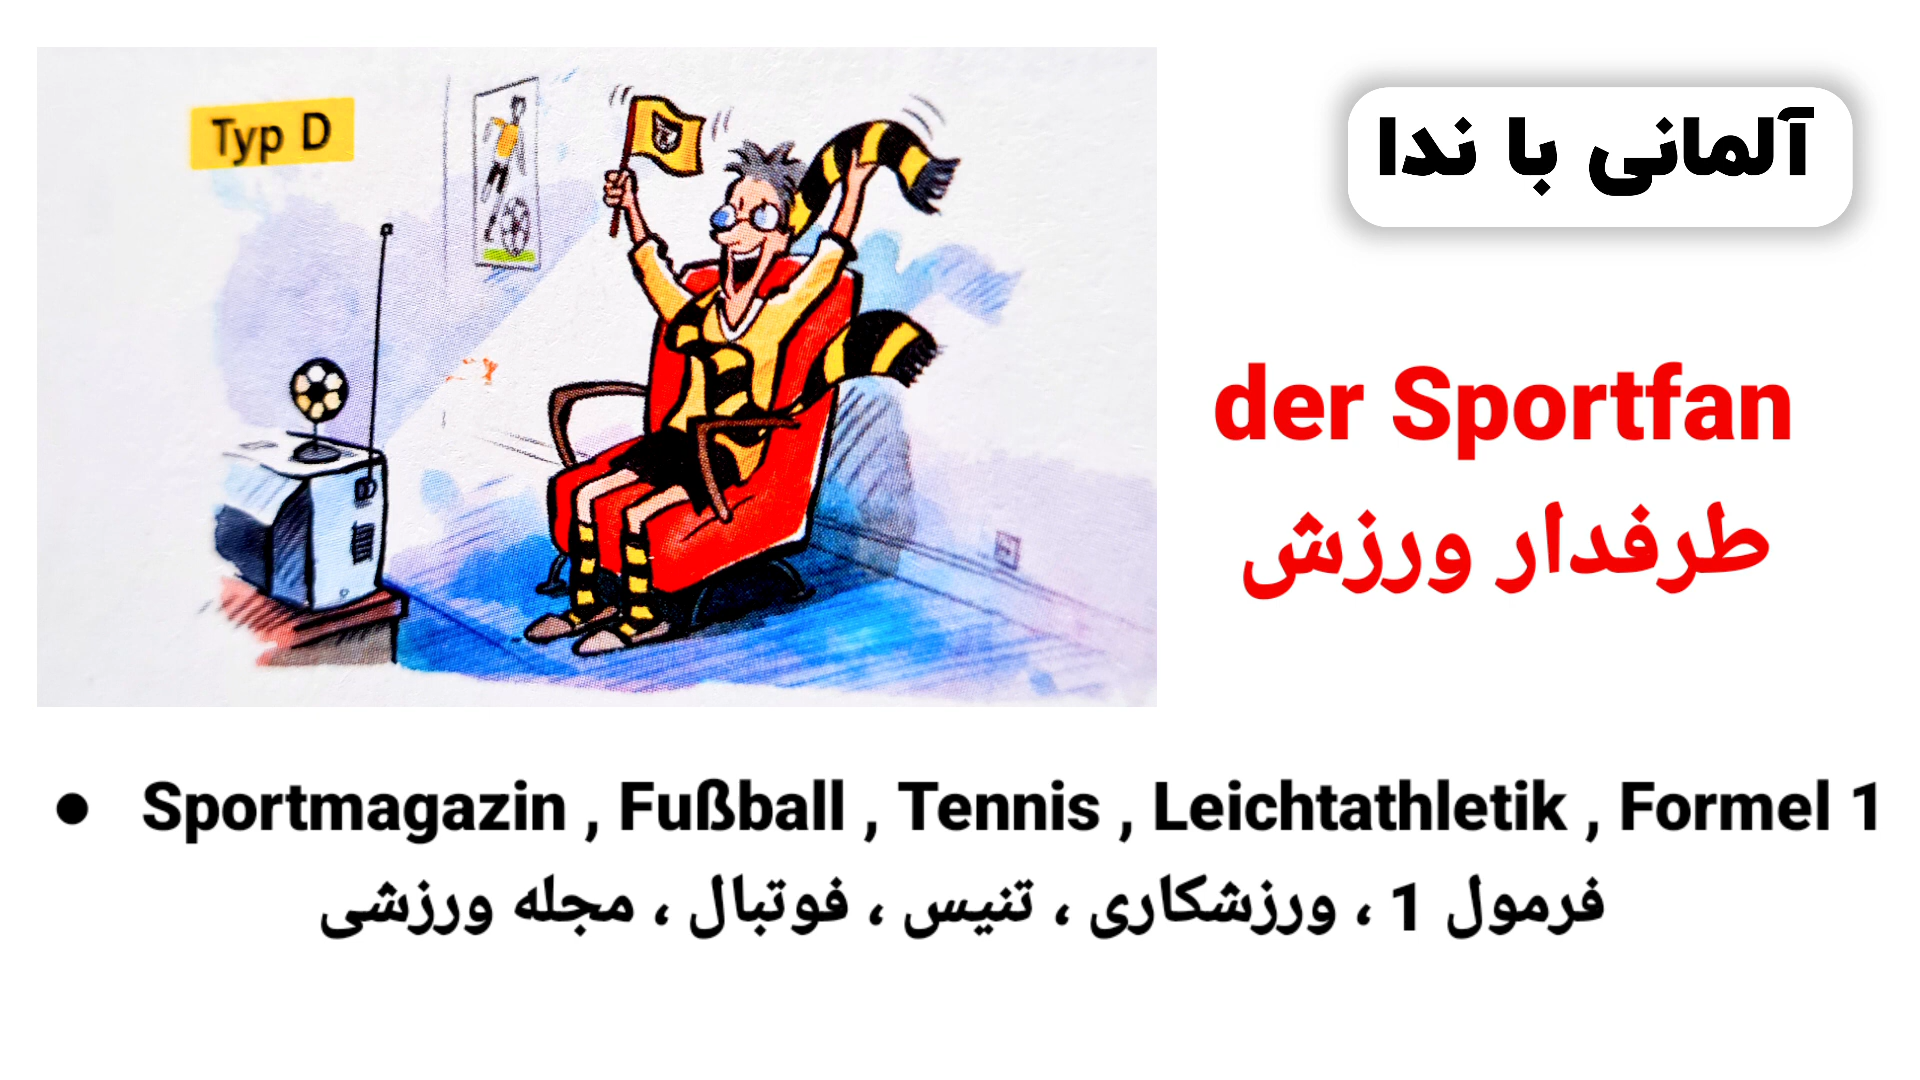 Typ D
آلمانی با ندا
der Sportfan
طرفدار ورزش
● Sportmagazin , Fußball , Tennis , Leichtathletik , Formel 1
فرمول 1 ، ورزشکاری ، تنیس ، فوتبال ، مجله ورزشی